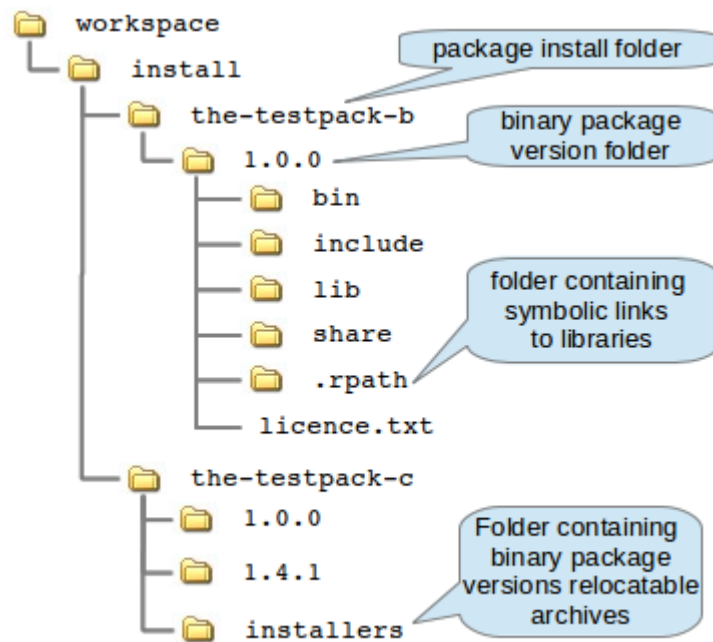 workspace
install
package install folder
the-testpack-b
binary package
version folder
1.0.0
bin
include
lib
folder containing
symbolic links
to libraries
share
.rpath
licence.txt
the-testpack-c
1.0.0
Folder containing
binary package
versions relocatable
archives
1.4.1
installers